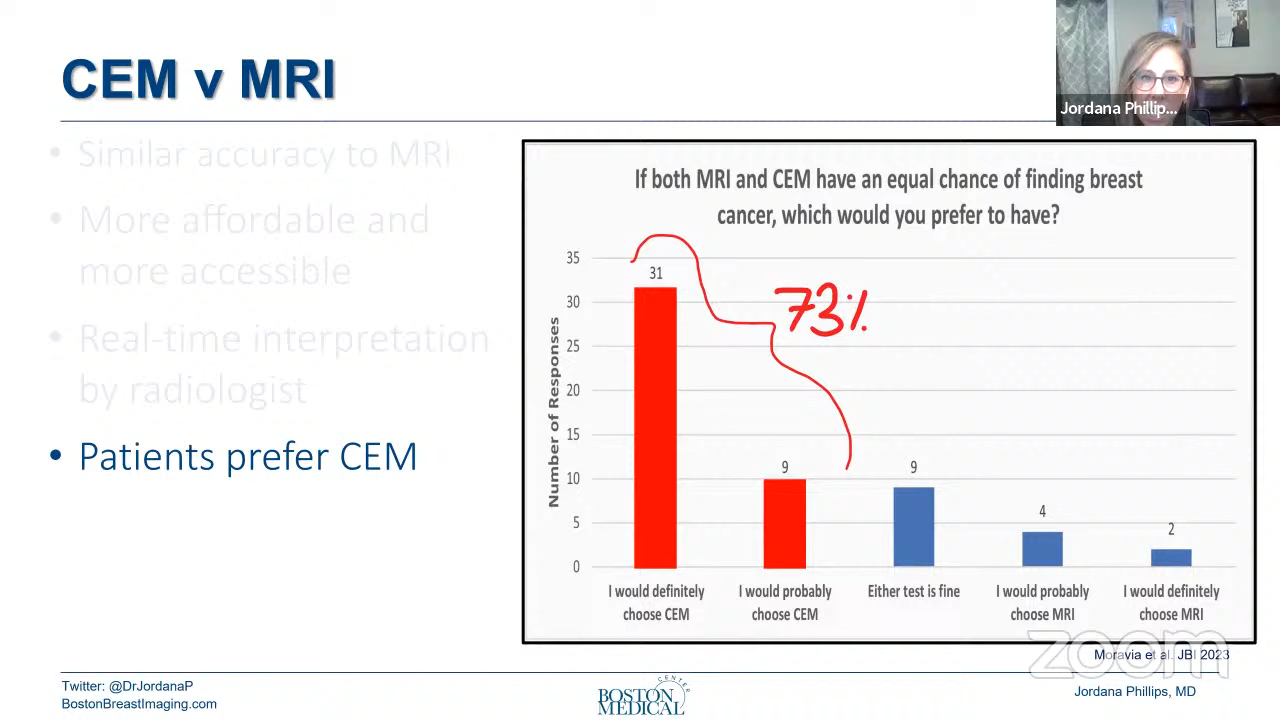 CEM v MRI
Jordana Phillip...
• Similar accuracy to MRI
• More affordable and
more accessible
• Real-time interpretation
by radiologist
• Patients prefer CEM
If both MRI and CEM have an equal chance of finding breast
cancer, which would you prefer to have?
Number of Responses
35
30
25
20
15
10
5
0
31
9
9
4
2
73%
I would definitely
choose CEM
I would probably
choose CEM
Either test is fine
I would probably
choose MRI
I would definitely
choose MRI
zoom
Moravia et al. JBI 2023
Twitter: @DrJordanaP
BostonBreastImaging.com
BOSTON
MEDICAL
CENTER
Jordana Phillips, MD